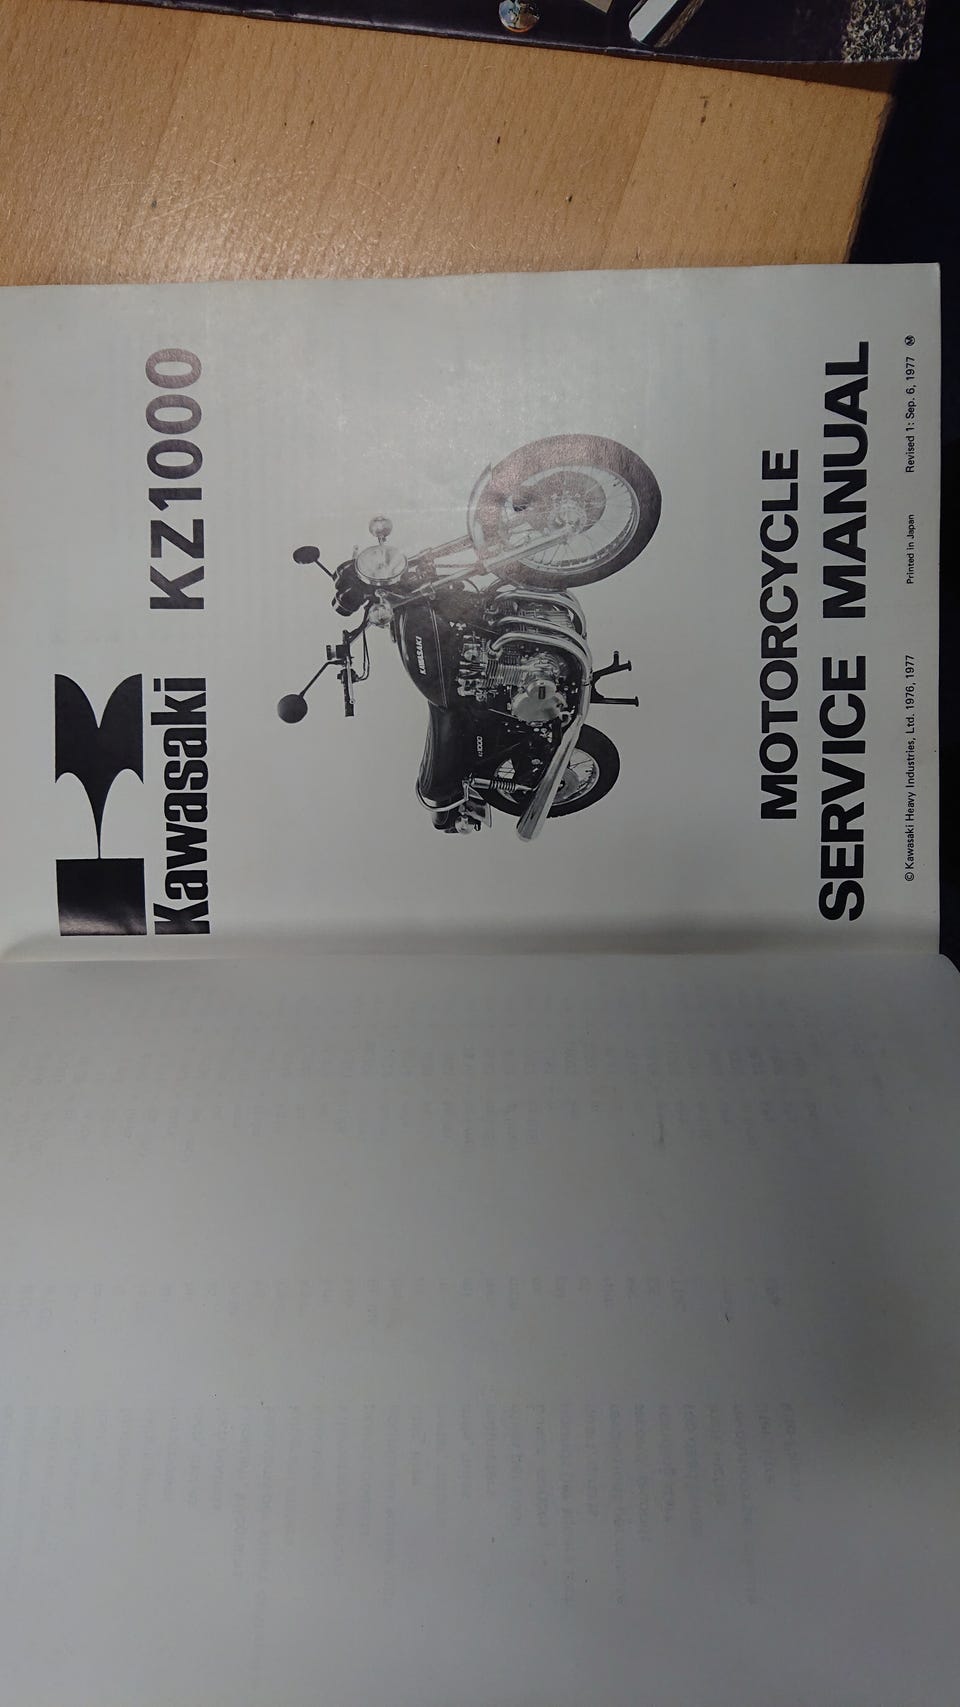 Kawasaki KZ1000
KAWASAKI
MOTORCYCLE
SERVICE MANUAL
© Kawasaki Heavy Industries, Ltd. 1976, 1977 Printed in Japan Revised 1: Sep. 6, 1977 Ⓜ